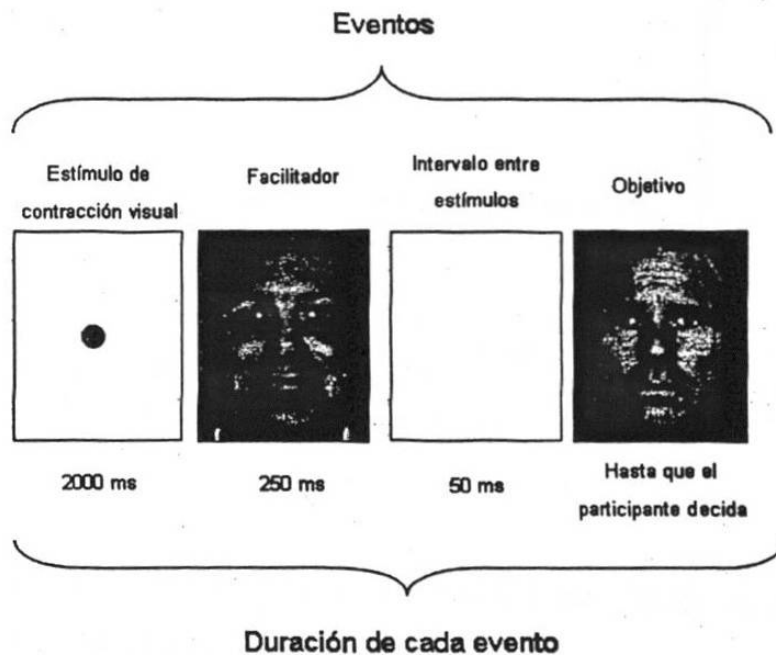 Eventos
Estímulo de
contracción visual
Facilitador
Intervalo entre
estímulos
Objetivo
2000 ms
250 ms
50 ms
Hasta que el
participante decida
Duración de cada evento